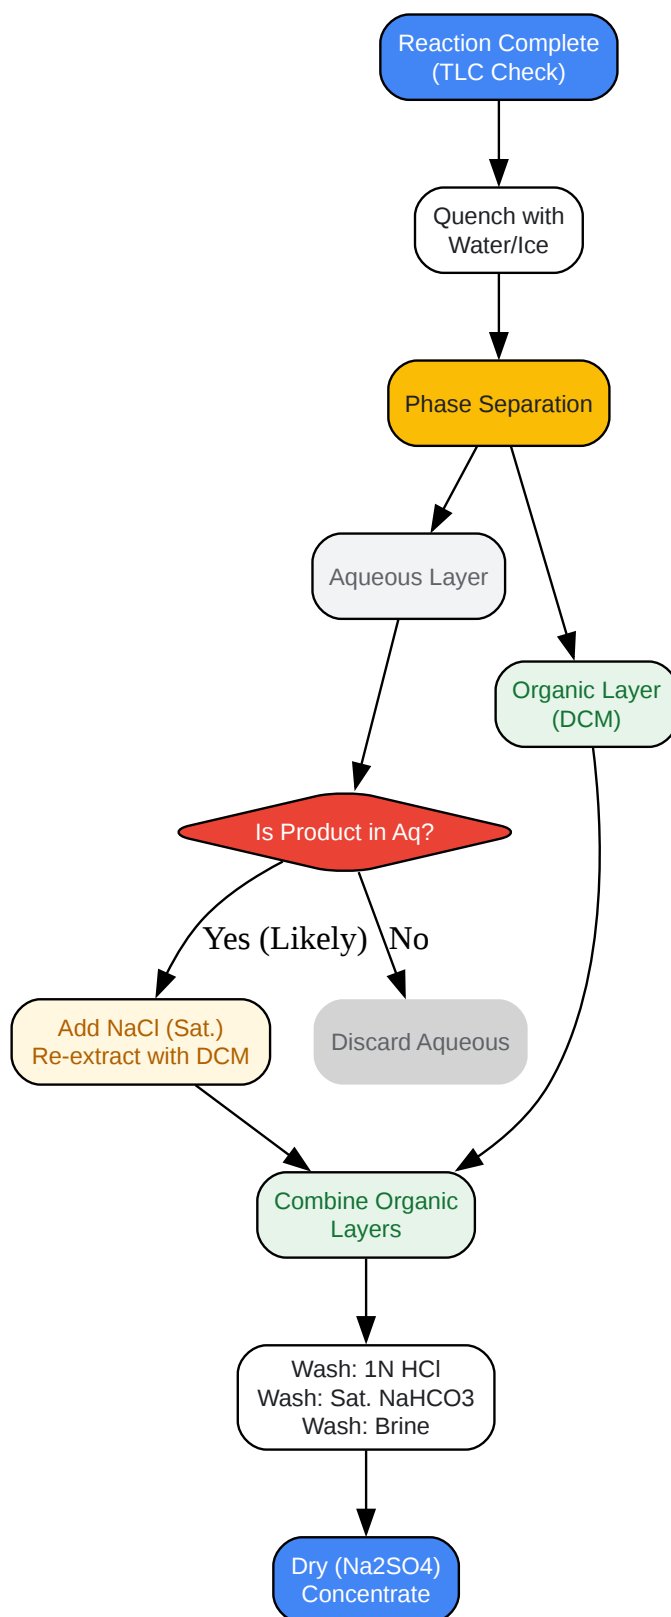 Reaction Complete
(TLC Check)
Quench with
Water/Ice
Phase Separation
Aqueous Layer
Organic Layer
(DCM)
Is Product in Aq?
Yes (Likely)
No
Add NaCl (Sat.)
Re-extract with DCM
Discard Aqueous
Combine Organic
Layers
Wash: 1N HCl
Wash: Sat. NaHCO3
Wash: Brine
Dry (Na2SO4)
Concentrate